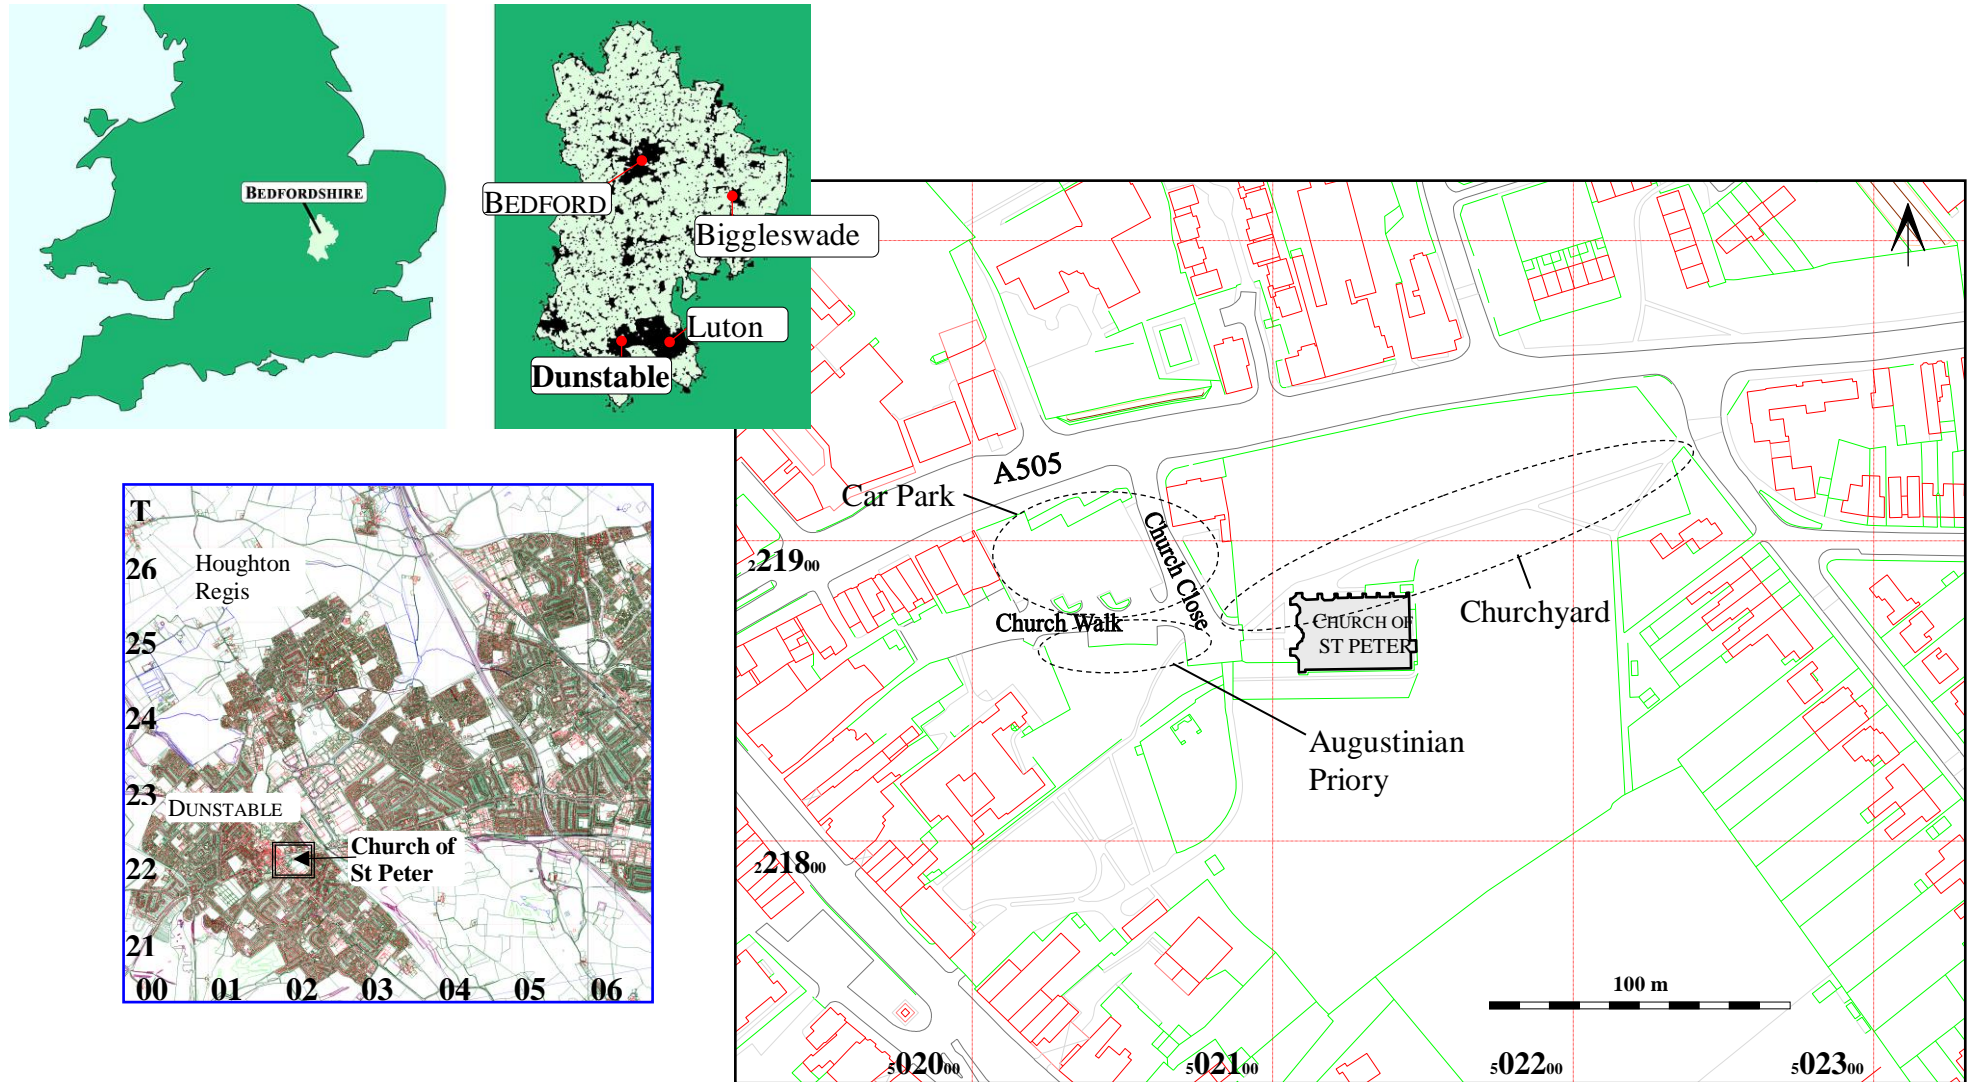 BEDFORDSHIRE
BEDFORD
Biggleswade
Luton
Dunstable
T
26
25
24
23
22
21
00 01 02 03 04 05 06
Houghton
Regis
DUNSTABLE
Church of
St Peter
A505
Car Park
Church Close
Church Walk
CHURCH OF
ST PETER
Churchyard
Augustinian
Priory
221900
221800
100 m
502000
502100
502200
502300